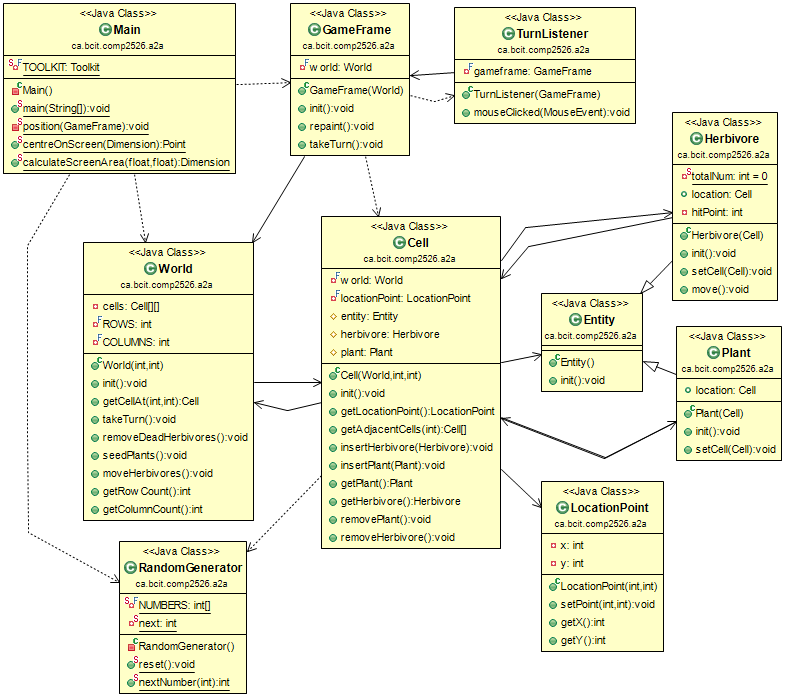 <<Java Class>>
Main
ca.bcit.comp2526.a2a
TOOLKIT: Toolkit
Main()
main(String[]):void
position(GameFrame):void
centreOnScreen(Dimension):Point
calculateScreenArea(float,float):Dimension
<<Java Class>>
GameFrame
ca.bcit.comp2526.a2a
world: World
GameFrame(World)
init():void
repaint():void
takeTurn():void
<<Java Class>>
TurnListener
ca.bcit.comp2526.a2a
gameframe: GameFrame
TurnListener(GameFrame)
mouseClicked(MouseEvent):void
<<Java Class>>
Herbivore
ca.bcit.comp2526.a2a
totalNum: int = 0
location: Cell
hitPoint: int
Herbivore(Cell)
init():void
setCell(Cell):void
move():void
<<Java Class>>
World
ca.bcit.comp2526.a2a
cells: Cell[][]
ROWS: int
COLUMNS: int
World(int,int)
init():void
getCellAt(int,int):Cell
takeTurn():void
removeDeadHerbivores():void
seedPlants():void
moveHerbivores():void
getRowCount():int
getColumnCount():int
<<Java Class>>
Cell
ca.bcit.comp2526.a2a
world: World
locationPoint: LocationPoint
entity: Entity
herbivore: Herbivore
plant: Plant
Cell(World,int,int)
init():void
getLocationPoint():LocationPoint
getAdjacentCells(int):Cell[]
insertHerbivore(Herbivore):void
insertPlant(Plant):void
getPlant():Plant
getHerbivore():Herbivore
removePlant():void
removeHerbivore():void
<<Java Class>>
Entity
ca.bcit.comp2526.a2a
Entity()
init():void
<<Java Class>>
Plant
ca.bcit.comp2526.a2a
location: Cell
Plant(Cell)
init():void
setCell(Cell):void
<<Java Class>>
LocationPoint
ca.bcit.comp2526.a2a
x: int
y: int
LocationPoint(int,int)
setPoint(int,int):void
getX():int
getY():int
<<Java Class>>
RandomGenerator
ca.bcit.comp2526.a2a
NUMBERS: int[]
next: int
RandomGenerator()
reset():void
nextNumber(int):int